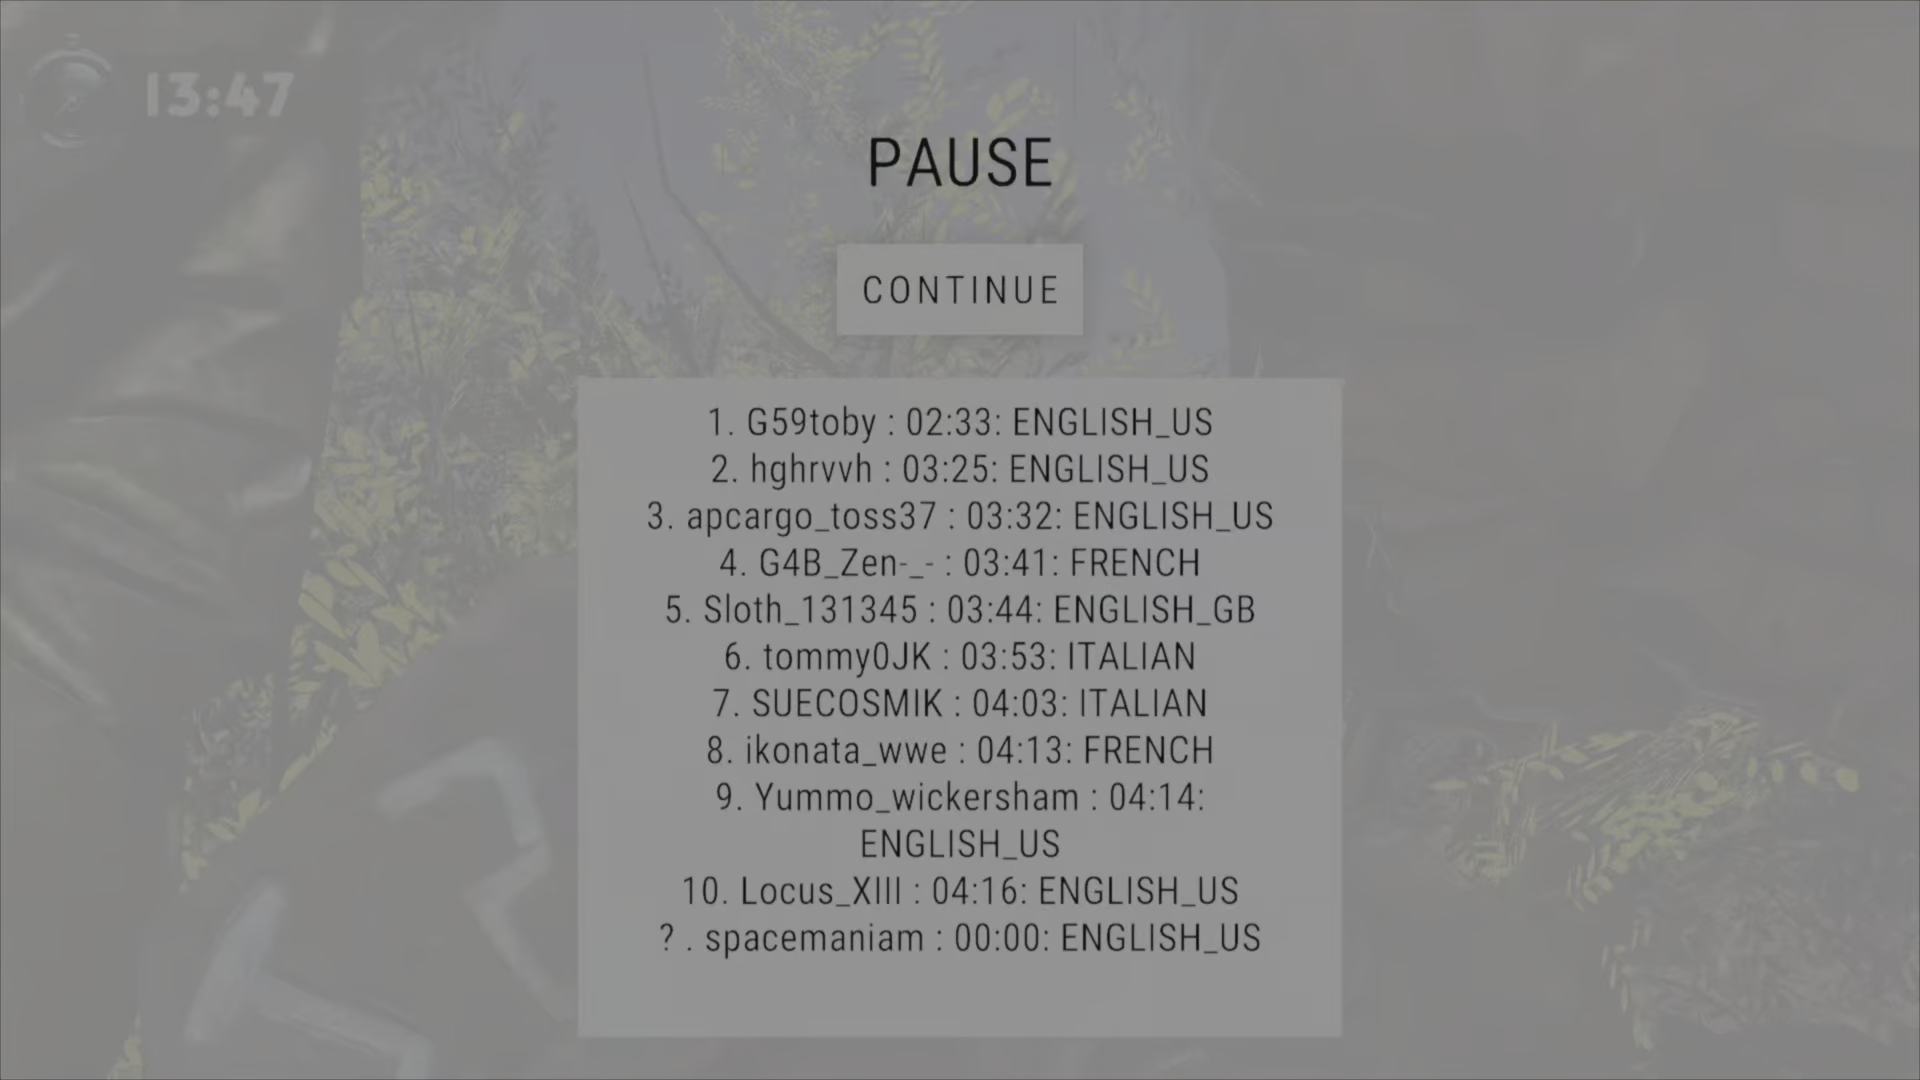 13:47
PAUSE
CONTINUE
1. G59toby : 02:33: ENGLISH_US
2. hghrvvh : 03:25: ENGLISH_US
3. apcargo_toss37 : 03:32: ENGLISH_US
4. G4B_Zen-_- : 03:41: FRENCH
5. Sloth_131345 : 03:44: ENGLISH_GB
6. tommy0JK : 03:53: ITALIAN
7. SUECOSMIK : 04:03: ITALIAN
8. ikonata_wwe : 04:13: FRENCH
9. Yummo_wickersham : 04:14:
ENGLISH_US
10. Locus_XIII : 04:16: ENGLISH_US
? . spacemaniam : 00:00: ENGLISH_US